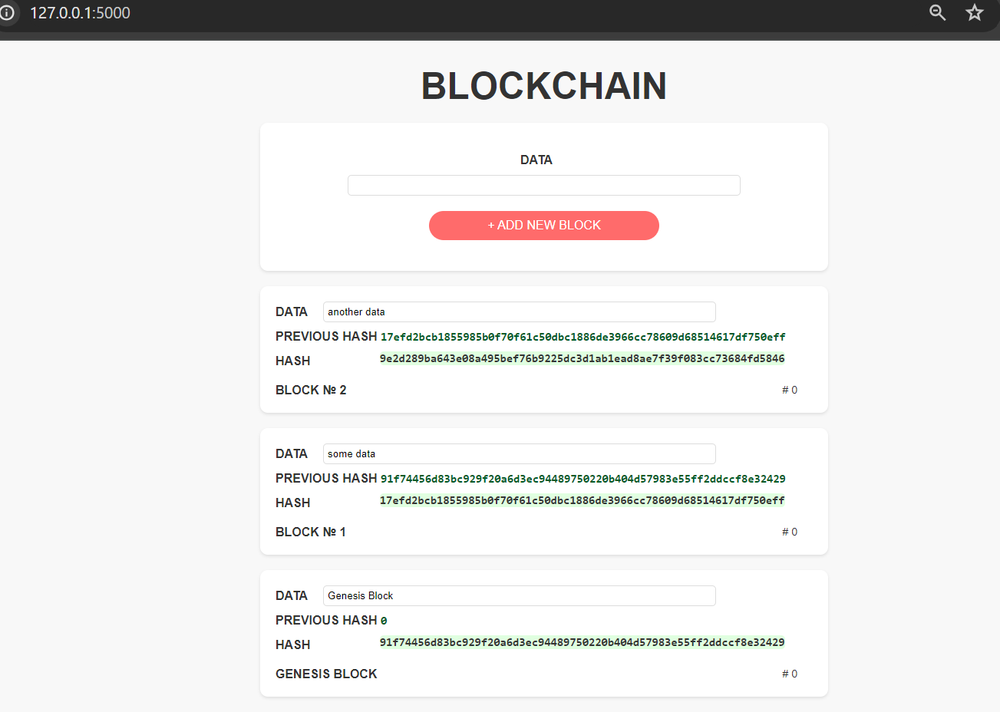 127.0.0.1:5000
BLOCKCHAIN
DATA
+ ADD NEW BLOCK
DATA another data
PREVIOUS HASH 17efd2bcb1855985b0f70f61c50dbc1886de3966cc78609d68514617df750eff
HASH 9e2d289ba643e08a495bef76b9225dc3d1ab1ead8ae7f39f083cc73684fd5846
BLOCK № 2 # 0
DATA some data
PREVIOUS HASH 91f74456d83bc929f20a6d3ec94489750220b404d57983e55ff2ddccf8e32429
HASH 17efd2bcb1855985b0f70f61c50dbc1886de3966cc78609d68514617df750eff
BLOCK № 1 # 0
DATA Genesis Block
PREVIOUS HASH 0
HASH 91f74456d83bc929f20a6d3ec94489750220b404d57983e55ff2ddccf8e32429
GENESIS BLOCK # 0